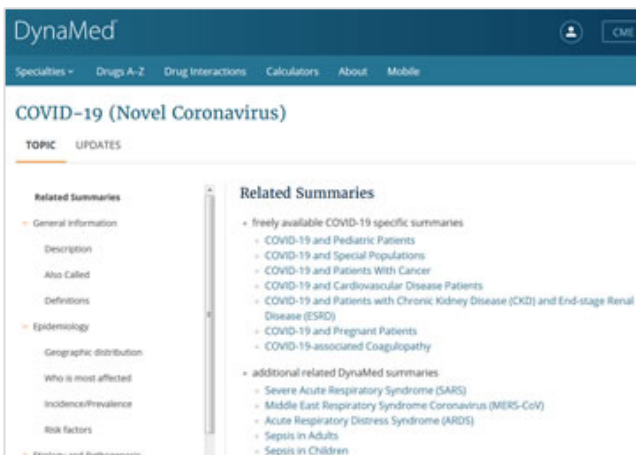 DynaMed
CME
Specialties
Drugs A-Z
Drug Interactions
Calculators
About
Mobile
COVID-19 (Novel Coronavirus)
TOPIC
UPDATES
Related Summaries
General Information
Description
Also Called
Definitions
Epidemiology
Geographic distribution
Who is most affected
Incidence/Prevalence
Risk factors
Etiology and Pathogenesis
Related Summaries
freely available COVID-19 specific summaries
COVID-19 and Pediatric Patients
COVID-19 and Special Populations
COVID-19 and Patients With Cancer
COVID-19 and Cardiovascular Disease Patients
COVID-19 and Patients with Chronic Kidney Disease (CKD) and End-stage Renal
Disease (ESRD)
COVID-19 and Pregnant Patients
COVID-19-associated Coagulopathy
additional related DynaMed summaries
Severe Acute Respiratory Syndrome (SARS)
Middle East Respiratory Syndrome Coronavirus (MERS-CoV)
Acute Respiratory Distress Syndrome (ARDS)
Sepsis in Adults
Sepsis in Children